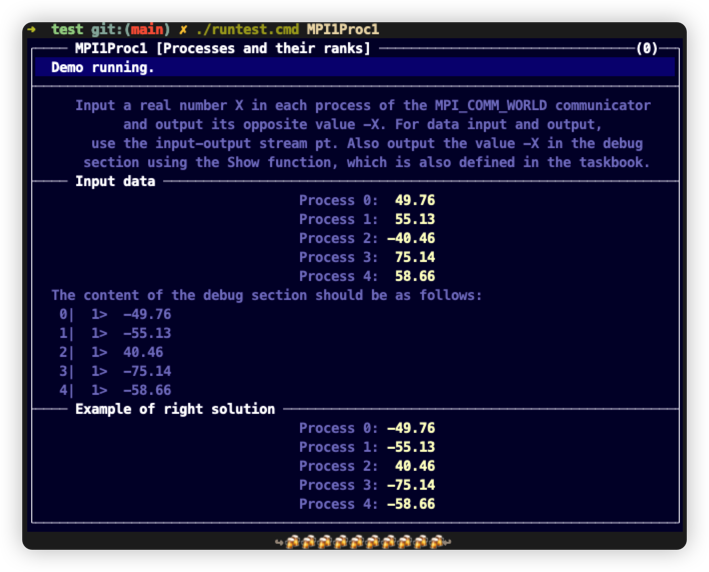 → test git:(main) ✗ ./runtest.cmd MPI1Proc1
MPI1Proc1 [Processes and their ranks] (0)
Demo running.
Input a real number X in each process of the MPI_COMM_WORLD communicator
and output its opposite value -X. For data input and output,
use the input-output stream pt. Also output the value -X in the debug
section using the Show function, which is also defined in the taskbook.
Input data
Process 0: 49.76
Process 1: 55.13
Process 2: -40.46
Process 3: 75.14
Process 4: 58.66
The content of the debug section should be as follows:
0| 1> -49.76
1| 1> -55.13
2| 1> 40.46
3| 1> -75.14
4| 1> -58.66
Example of right solution
Process 0: -49.76
Process 1: -55.13
Process 2: 40.46
Process 3: -75.14
Process 4: -58.66